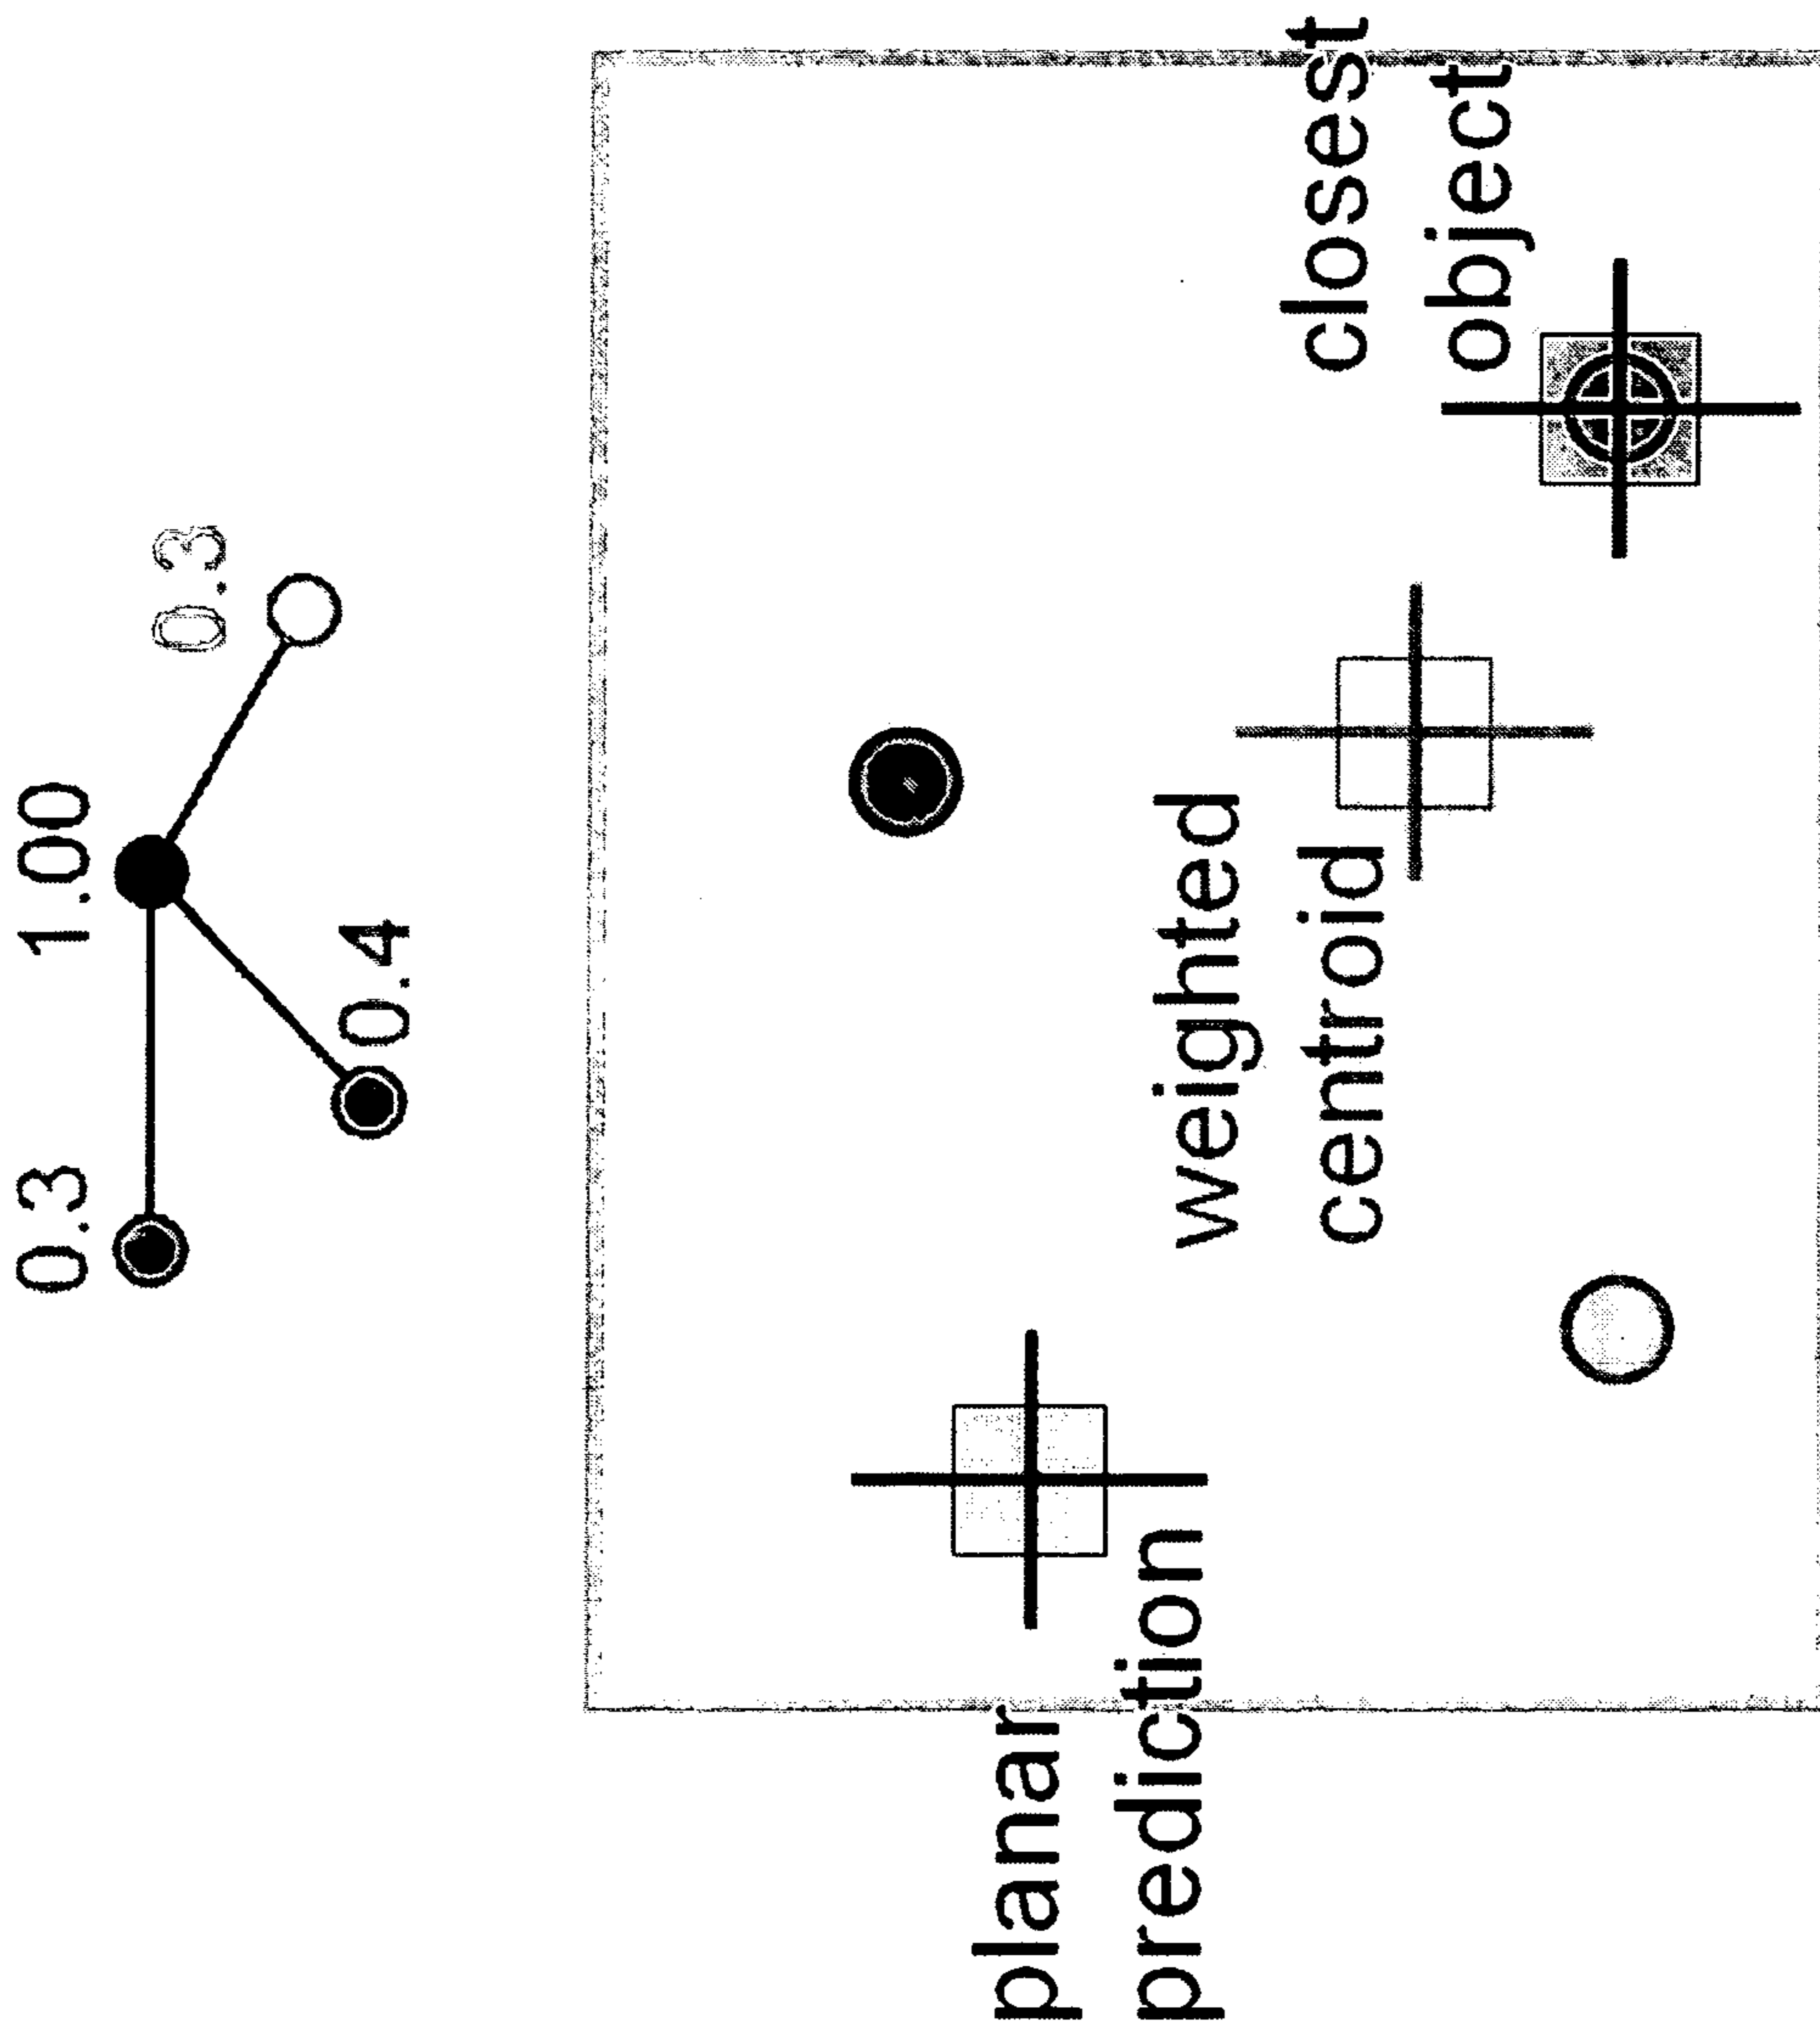 0.3
1.00
0.3
0.4
planar
prediction
weighted
centroid
closest
object